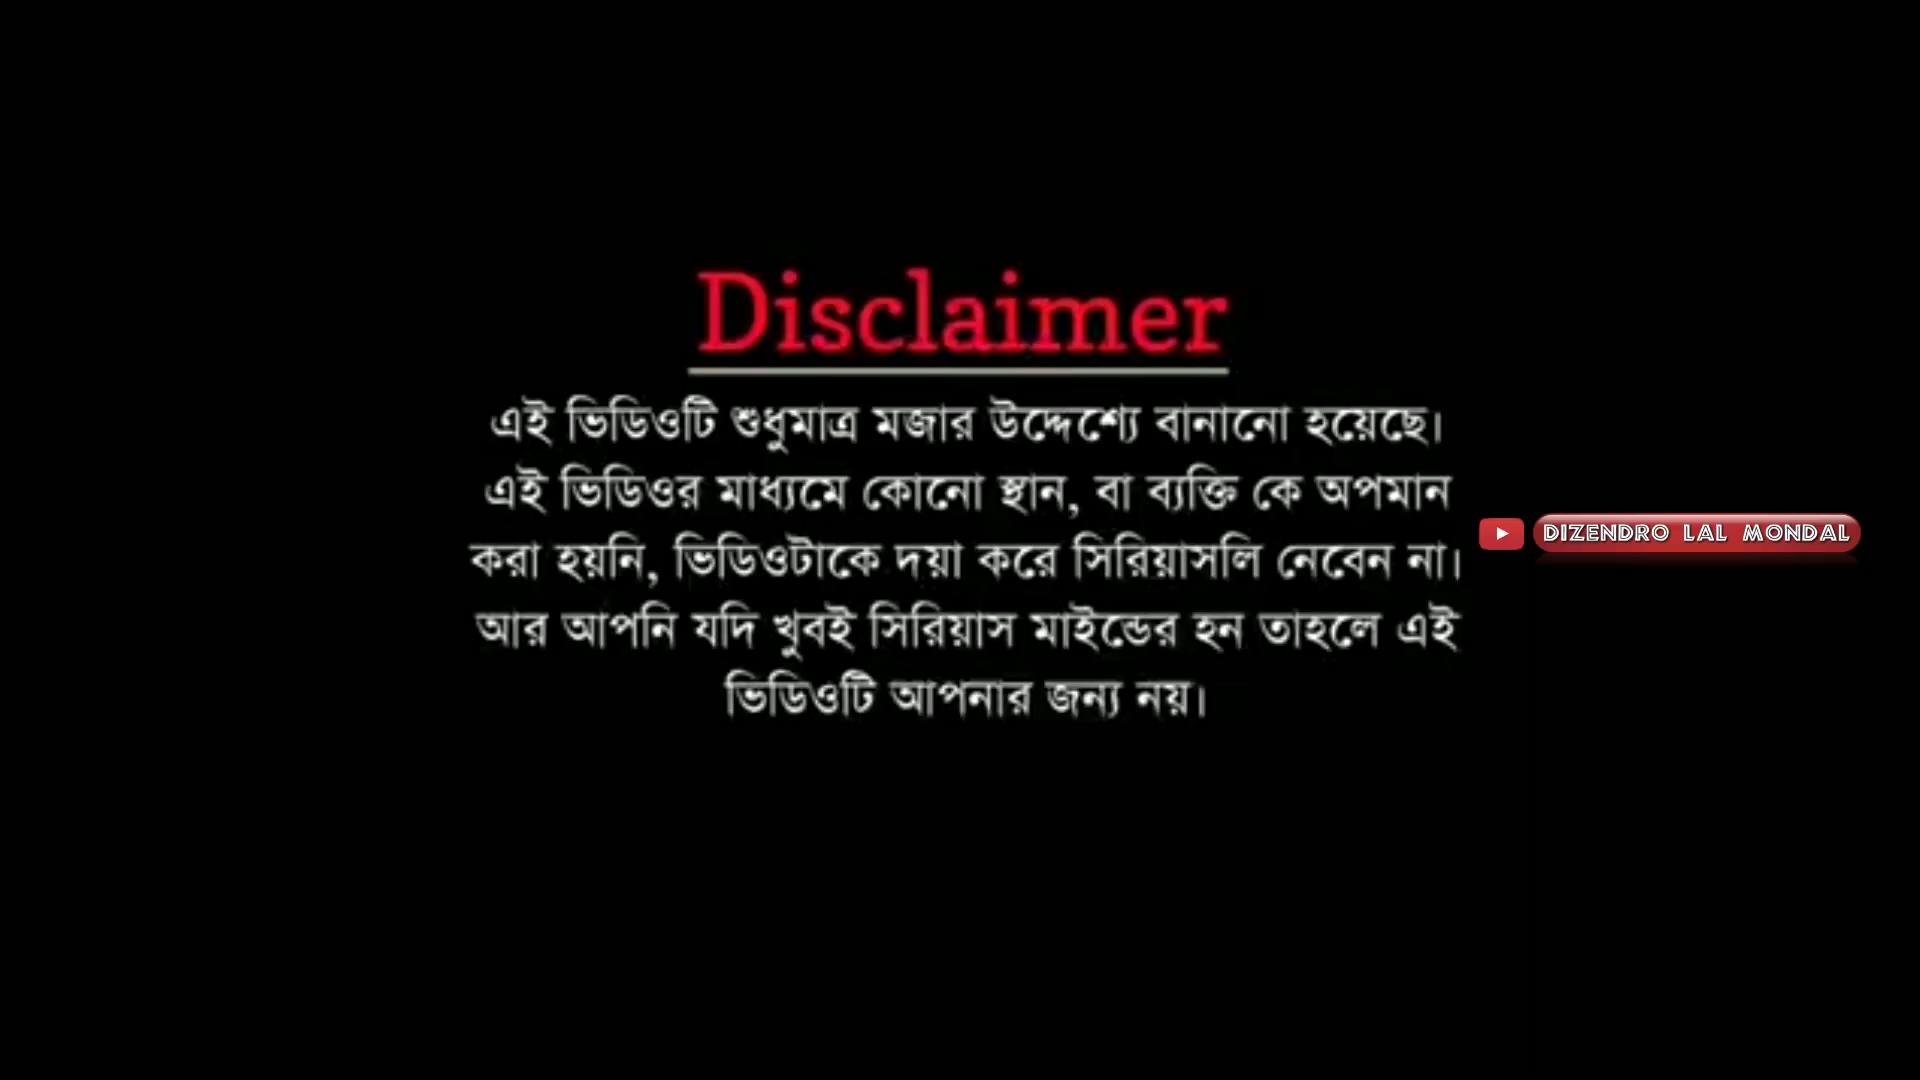 Disclaimer
এই ভিডিওটি শুধুমাত্র মজার উদ্দেশ্যে বানানো হয়েছে।
এই ভিডিওর মাধ্যমে কোনো স্থান, বা ব্যক্তি কে অপমান
করা হয়নি, ভিডিওটাকে দয়া করে সিরিয়াসলি নেবেন না।
আর আপনি যদি খুবই সিরিয়াস মাইন্ডের হন তাহলে এই
ভিডিওটি আপনার জন্য নয়।
DIZENDRO LAL MONDAL